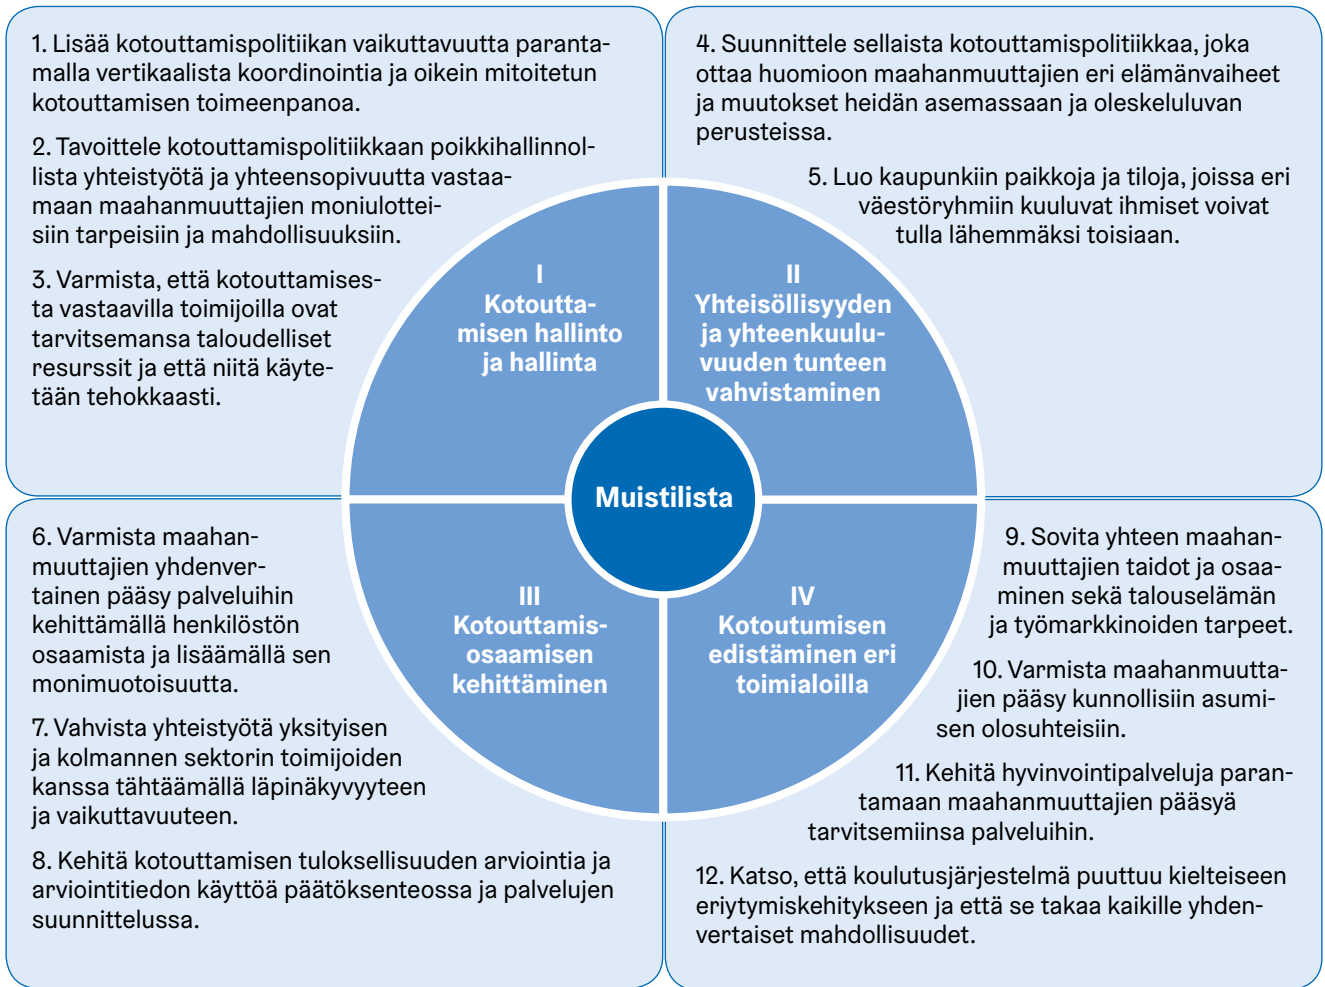 1. Lisää kotouttamispolitiikan vaikuttavuutta paranta-
malla vertikaalista koordinointia ja oikein mitoitetun
kotouttamisen toimeenpanoa.
2. Tavoittele kotouttamispolitiikkaan poikkihallinnol-
lista yhteistyötä ja yhteensopivuutta vastaa-
maan maahanmuuttajien moniulottei-
siin tarpeisiin ja mahdollisuuksiin.
3. Varmista, että kotouttamises-
ta vastaavilla toimijoilla ovat
tarvitsemansa taloudelliset
resurssit ja että niitä käyte-
tään tehokkaasti.
4. Suunnittele sellaista kotouttamispolitiikkaa, joka
ottaa huomioon maahanmuuttajien eri elämänvaiheet
ja muutokset heidän asemassaan ja oleskeluluvan
perusteissa.
5. Luo kaupunkiin paikkoja ja tiloja, joissa eri
väestöryhmiin kuuluvat ihmiset voivat
tulla lähemmäksi toisiaan.
I
Kotoutta-
misen hallinto
ja hallinta
II
Yhteisöllisyyden
ja yhteenkuulu-
vuuden tunteen
vahvistaminen
Muistilista
III
Kotouttamis-
osaamisen
kehittäminen
IV
Kotoutumisen
edistäminen eri
toimialoilla
6. Varmista maahan-
muuttajien yhdenver-
tainen pääsy palveluihin
kehittämällä henkilöstön
osaamista ja lisäämällä sen
monimuotoisuutta.
7. Vahvista yhteistyötä yksityisen
ja kolmannen sektorin toimijoiden
kanssa tähtäämällä läpinäkyvyyteen
ja vaikuttavuuteen.
8. Kehitä kotouttamisen tuloksellisuuden arviointia ja
arviointitiedon käyttöä päätöksenteossa ja palvelujen
suunnittelussa.
9. Sovita yhteen maahan-
muuttajien taidot ja osaa-
minen sekä talouselämän
ja työmarkkinoiden tarpeet.
10. Varmista maahanmuutta-
jien pääsy kunnollisiin asumi-
sen olosuhteisiin.
11. Kehitä hyvinvointipalveluja paran-
tamaan maahanmuuttajien pääsyä
tarvitsemiinsa palveluihin.
12. Katso, että koulutusjärjestelmä puuttuu kielteiseen
eriytymiskehitykseen ja että se takaa kaikille yhden-
vertaiset mahdollisuudet.